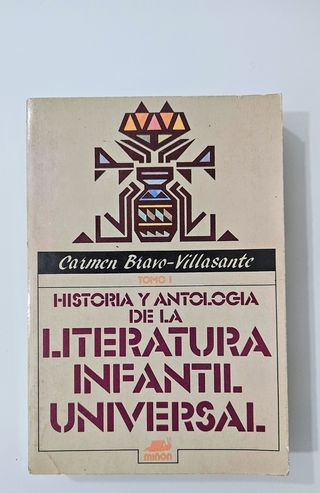 Carmen Bravo-Villasante
TOMO I
HISTORIA Y ANTOLOGIA
DE LA
LITERATURA
INFANTIL
UNIVERSAL
miñón